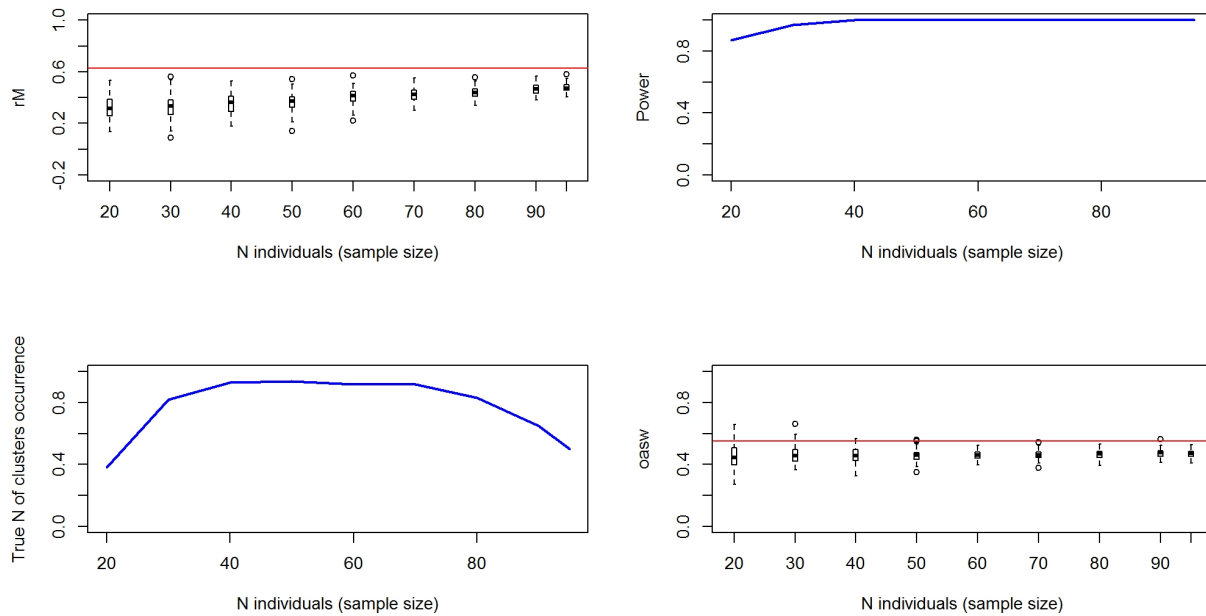 rM
1.0
0.6
0.2
-0.2
20 30 40 50 60 70 80 90
N individuals (sample size)
Power
0.8
0.4
0.0
20 40 60 80
N individuals (sample size)
True N of clusters occurrence
0.8
0.4
0.0
20 40 60 80
N individuals (sample size)
oasw
0.8
0.4
0.0
20 30 40 50 60 70 80 90
N individuals (sample size)